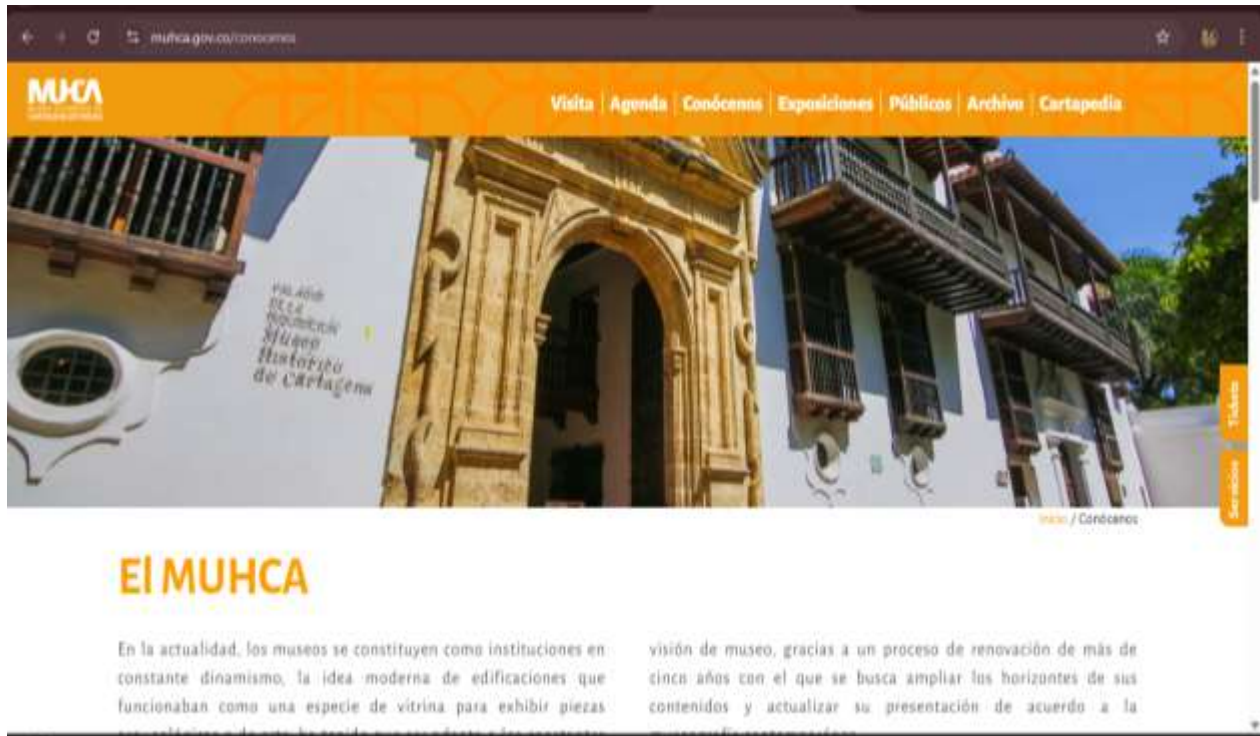 muhca.gov.co/conocenos
MUHCA
Visita | Agenda | Conócenos | Exposiciones | Públicos | Archivo | Cartapedia
PALACIO
DE LA
INQUISICIÓN
Museo
Histórico
de Cartagena
Tickets
Servicios
Inicio / Conócenos
El MUHCA
En la actualidad, los museos se constituyen como instituciones en
constante dinamismo, la idea moderna de edificaciones que
funcionaban como una especie de vitrina para exhibir piezas
visión de museo, gracias a un proceso de renovación de más de
cinco años con el que se busca ampliar los horizontes de sus
contenidos y actualizar su presentación de acuerdo a la